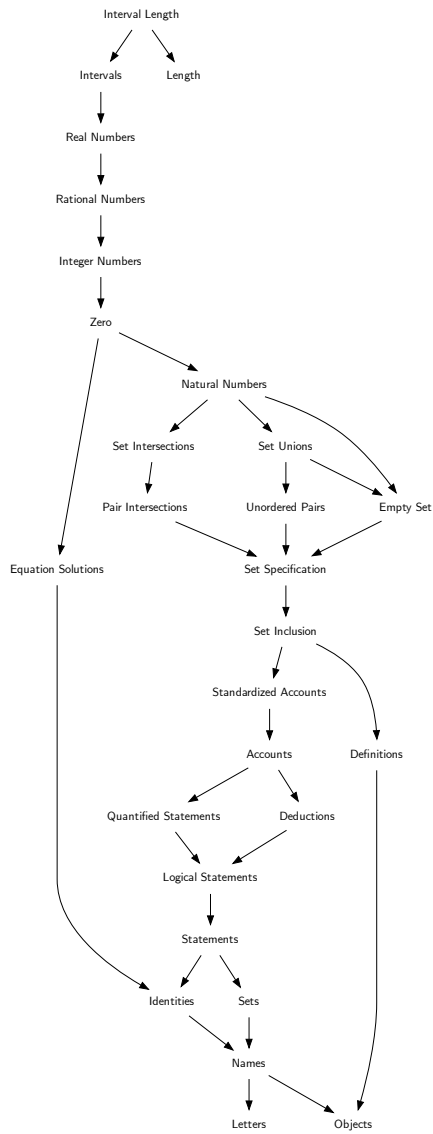 Interval Length
Intervals
Length
Real Numbers
Rational Numbers
Integer Numbers
Zero
Natural Numbers
Set Intersections
Set Unions
Pair Intersections
Unordered Pairs
Empty Set
Equation Solutions
Set Specification
Set Inclusion
Standardized Accounts
Accounts
Definitions
Quantified Statements
Deductions
Logical Statements
Statements
Identities
Sets
Names
Letters
Objects